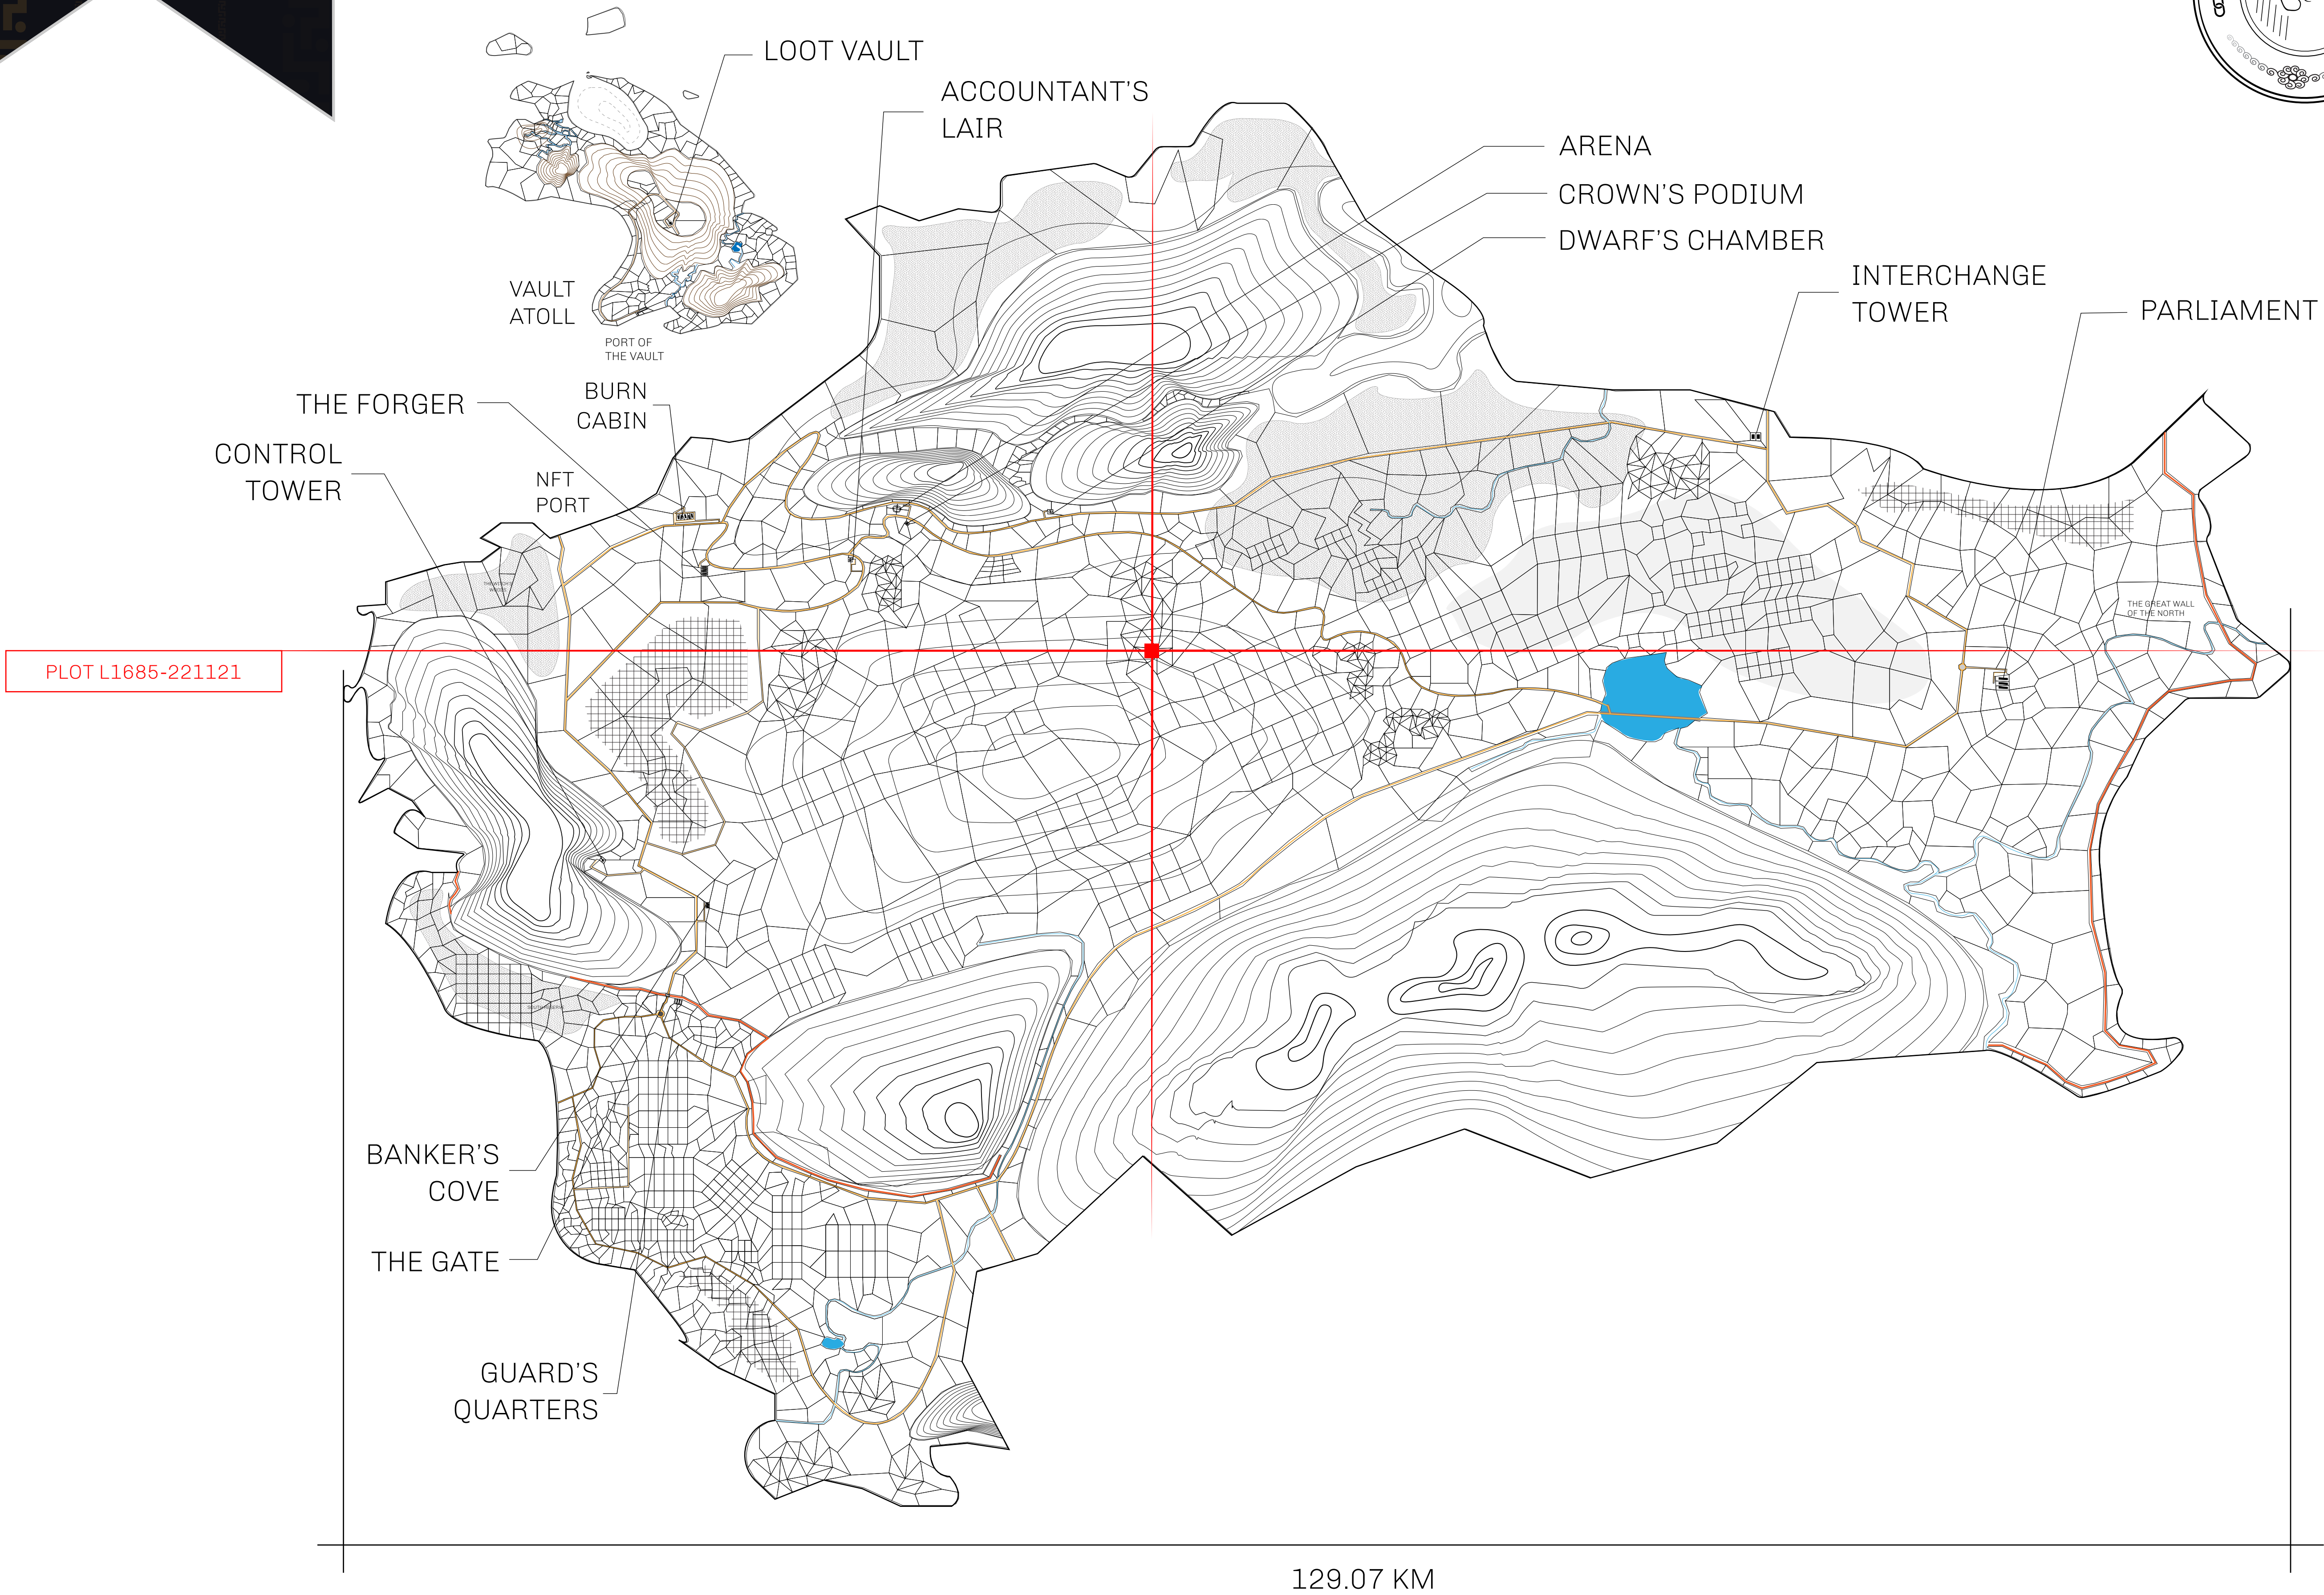 LOOT VAULT
ACCOUNTANT'S
LAIR
ARENA
CROWN'S PODIUM
DWARF'S CHAMBER
INTERCHANGE
TOWER
PARLIAMENT
VAULT
ATOLL
PORT OF
THE VAULT
BURN
CABIN
THE FORGER
CONTROL
TOWER
NFT
PORT
THE GREAT WALL
OF THE NORTH
PLOT L1685-221121
BANKER'S
COVE
THE GATE
GUARD'S
QUARTERS
129.07 KM